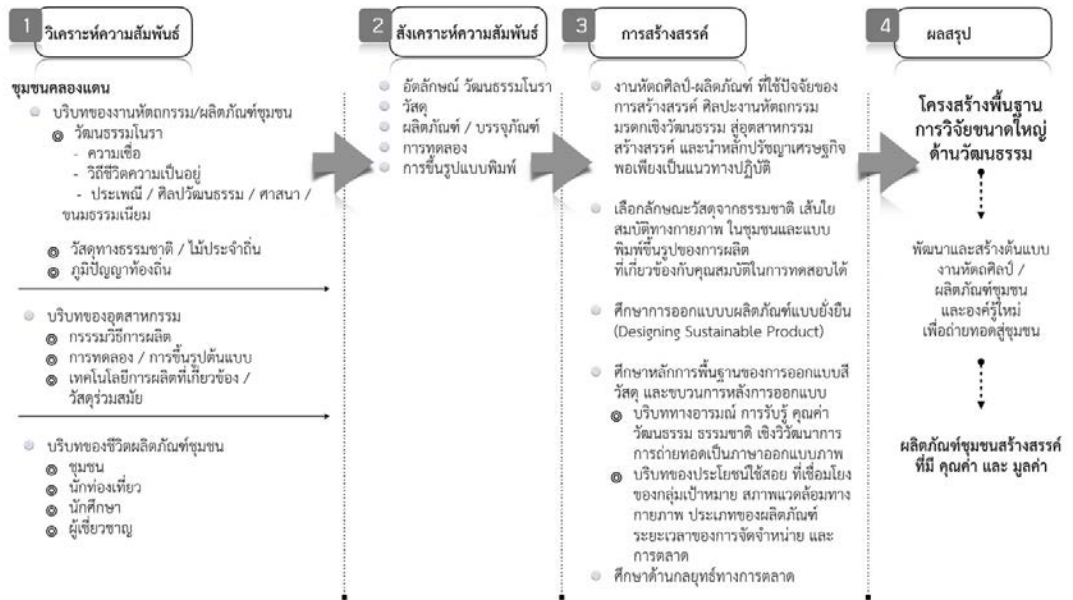 1
วิเคราะห์ความสัมพันธ์
ชุมชนคลองแดน
บริบทของงานหัตถกรรม/ผลิตภัณฑ์ชุมชน
วัฒนธรรมโนรา
- ความเชื่อ
- วิถีชีวิตความเป็นอยู่
- ประเพณี / ศิลปวัฒนธรรม / ศาสนา /
ขนมธรรมเนียม
วัสดุทางธรรมชาติ / ไม้ประจำถิ่น
ภูมิปัญญาท้องถิ่น
บริบทของอุตสาหกรรม
กรรรมวิธีการผลิต
การทดลอง / การขึ้นรูปต้นแบบ
เทคโนโลยีการผลิตที่เกี่ยวข้อง /
วัสดุร่วมสมัย
บริบทของชีวิตผลิตภัณฑ์ชุมชน
ชุมชน
นักท่องเที่ยว
นักศึกษา
ผู้เชี่ยวชาญ
2
สังเคราะห์ความสัมพันธ์
อัตลักษณ์ วัฒนธรรมโนรา
วัสดุ
ผลิตภัณฑ์ / บรรจุภัณฑ์
การทดลอง
การขึ้นรูปแบบพิมพ์
3
การสร้างสรรค์
งานหัตถศิลป์-ผลิตภัณฑ์ ที่ใช้ปัจจัยของ
การสร้างสรรค์ ศิลปะงานหัตถกรรม
มรดกเชิงวัฒนธรรม สู่อุตสาหกรรม
สร้างสรรค์ และนำหลักปรัชญาเศรษฐกิจ
พอเพียงเป็นแนวทางปฏิบัติ
เลือกลักษณะวัสดุจากธรรมชาติ เส้นใย
สมบัติทางกายภาพ ในชุมชนและแบบ
พิมพ์ขึ้นรูปของการผลิต
ที่เกี่ยวข้องกับคุณสมบัติในการทดสอบได้
ศึกษาการออกแบบบผลิตภัณฑ์แบบยั่งยืน
(Designing Sustainable Product)
ศึกษาหลักการพื้นฐานของการออกแบบสี
วัสดุ และขบวนการหลังการออกแบบ
บริบททางอารมณ์ การรับรู้ คุณค่า
วัฒนธรรม ธรรมชาติ เชิงวิวัฒนาการ
การถ่ายทอดเป็นภาษาออกแบบภาพ
บริบทของประโยชน์ใช้สอย ที่เชื่อมโยง
ของกลุ่มเป้าหมาย สภาพแวดล้อมทาง
กายภาพ ประเภทของผลิตภัณฑ์
ระยะเวลาของการจัดจำหน่าย และ
การตลาด
ศึกษาด้านกลยุทธ์ทางการตลาด
4
ผลสรุป
โครงสร้างพื้นฐาน
การวิจัยขนาดใหญ่
ด้านวัฒนธรรม
พัฒนาและสร้างต้นแบบ
งานหัตถศิลป์ /
ผลิตภัณฑ์ชุมชน
และองค์รู้ใหม่
เพื่อถ่ายทอดสู่ชุมชน
ผลิตภัณฑ์ชุมชนสร้างสรรค์
ที่มี คุณค่า และ มูลค่า